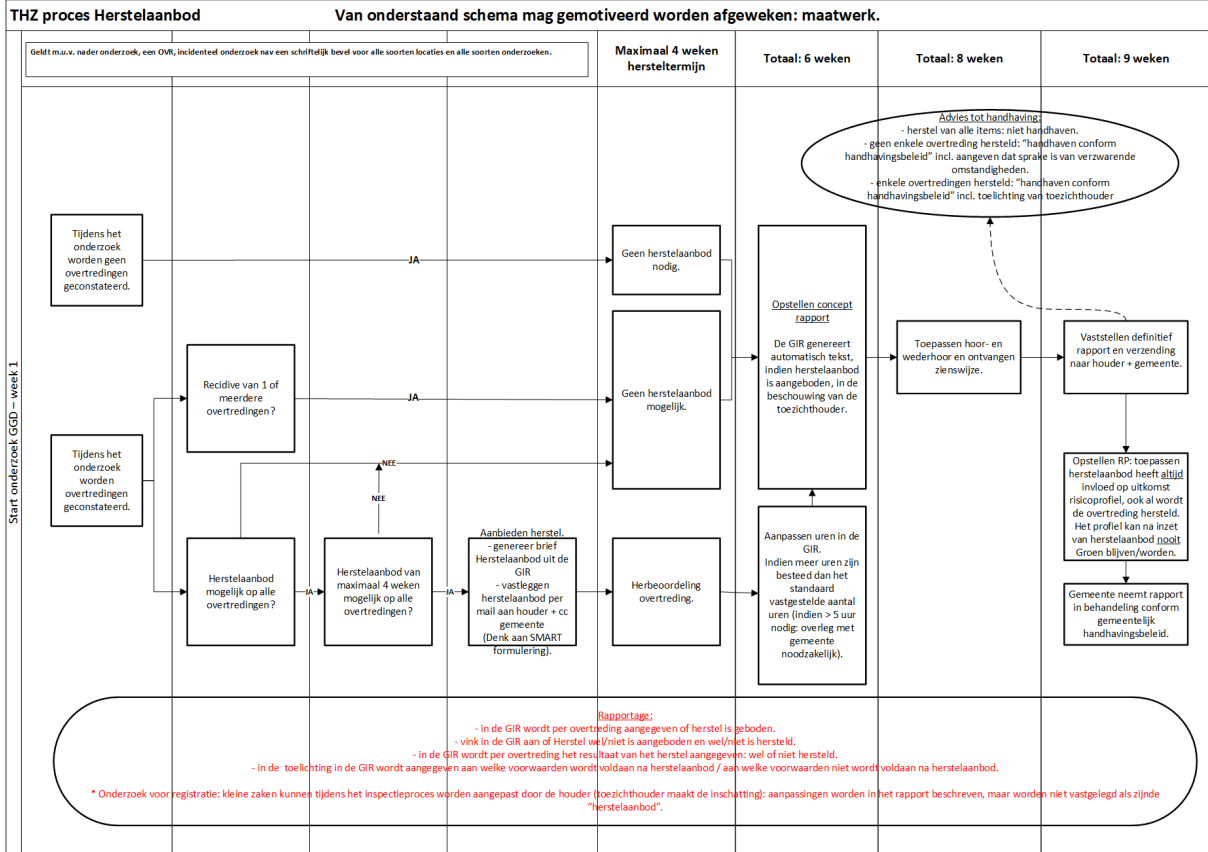 THZ proces Herstelaanbod
Van onderstaand schema mag gemotiveerd worden afgeweken: maatwerk.
Start onderzoek GGD – week 1
Geldt m.u.v. nader onderzoek, een OVR, incidenteel onderzoek nav een schriftelijk bevel voor alle soorten locaties en alle soorten onderzoeken.
Maximaal 4 weken
hersteltermijn
Totaal: 6 weken
Totaal: 8 weken
Totaal: 9 weken
Advies tot handhaving:
- herstel van alle items: niet handhaven.
- geen enkele overtreding hersteld: “handhaven conform
handhavingsbeleid” incl. aangeven dat sprake is van verzwarende
omstandigheden.
- enkele overtredingen hersteld: “handhaven conform
handhavingsbeleid” incl. toelichting van toezichthouder
Tijdens het
onderzoek
worden geen
overtredingen
geconstateerd.
JA
Geen herstelaanbod
nodig.
Tijdens het
onderzoek
worden
overtredingen
geconstateerd.
Recidive van 1 of
meerdere
overtredingen?
JA
Geen herstelaanbod
mogelijk.
NEE
NEE
Herstelaanbod
mogelijk op alle
overtredingen?
JA
Herstelaanbod van
maximaal 4 weken
mogelijk op alle
overtredingen?
JA
Aanbieden herstel.
- genereer brief
Herstelaanbod uit de
GIR
- vastleggen
herstelaanbod per
mail aan houder + cc
gemeente
(Denk aan SMART
formulering).
Herbeoordeling
overtreding.
Opstellen concept
rapport
De GIR genereert
automatisch tekst,
indien herstelaanbod
is aangeboden, in de
beschouwing van de
toezichthouder.
Aanpassen uren in de
GIR.
Indien meer uren zijn
besteed dan het
standaard
vastgestelde aantal
uren (indien > 5 uur
nodig: overleg met
gemeente
noodzakelijk).
Toepassen hoor- en
wederhoor en ontvangen
zienswijze.
Vaststellen definitief
rapport en verzending
naar houder + gemeente.
Opstellen RP: toepassen
herstelaanbod heeft altijd
invloed op uitkomst
risicoprofiel, ook al wordt
de overtreding hersteld.
Het profiel kan na inzet
van herstelaanbod nooit
Groen blijven/worden.
Gemeente neemt rapport
in behandeling conform
gemeentelijk
handhavingsbeleid.
Rapportage:
- in de GIR wordt per overtreding aangegeven of herstel is geboden.
- vink in de GIR aan of Herstel wel/niet is aangeboden en wel/niet is hersteld.
- in de GIR wordt per overtreding het resultaat van het herstel aangegeven: wel of niet hersteld.
- in de toelichting in de GIR wordt aangegeven aan welke voorwaarden wordt voldaan na herstelaanbod / aan welke voorwaarden niet wordt voldaan na herstelaanbod.
* Onderzoek voor registratie: kleine zaken kunnen tijdens het inspectieproces worden aangepast door de houder (toezichthouder maakt de inschatting): aanpassingen worden in het rapport beschreven, maar worden niet vastgelegd als zijnde
“herstelaanbod”.